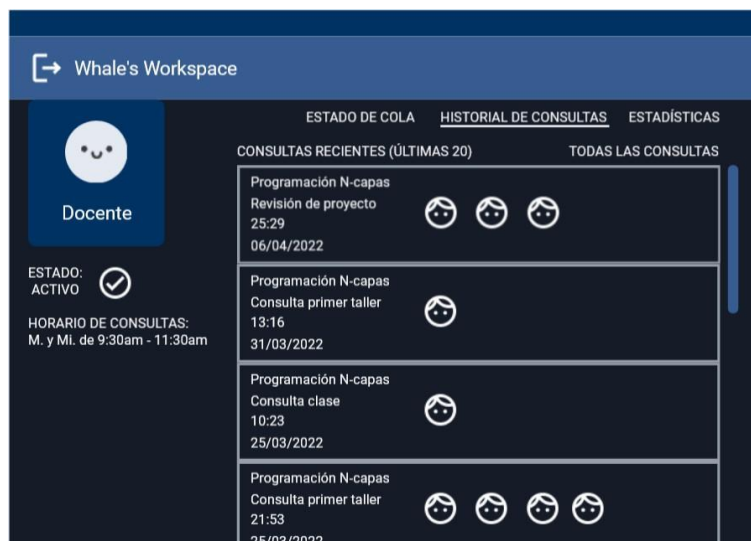 Whale's Workspace
ESTADO DE COLA HISTORIAL DE CONSULTAS ESTADÍSTICAS
CONSULTAS RECIENTES (ÚLTIMAS 20) TODAS LAS CONSULTAS
Docente
ESTADO:
ACTIVO
HORARIO DE CONSULTAS:
M. y Mi. de 9:30am - 11:30am
Programación N-capas
Revisión de proyecto
25:29
06/04/2022
Programación N-capas
Consulta primer taller
13:16
31/03/2022
Programación N-capas
Consulta clase
10:23
25/03/2022
Programación N-capas
Consulta primer taller
21:53
25/03/2022